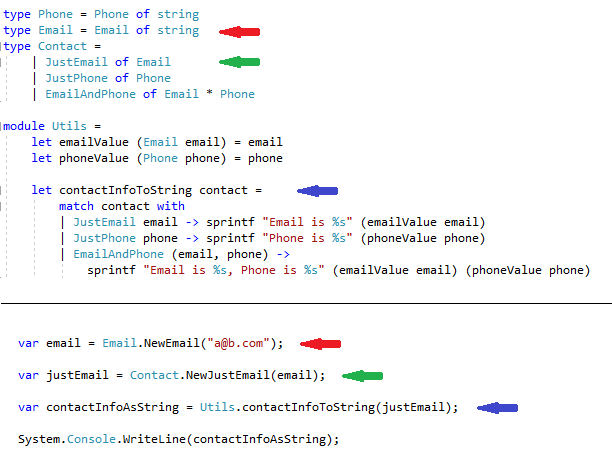 type Phone = Phone of string
type Email = Email of string
type Contact =
    | JustEmail of Email
    | JustPhone of Phone
    | EmailAndPhone of Email * Phone
module Utils =
    let emailValue (Email email) = email
    let phoneValue (Phone phone) = phone
    let contactInfoToString contact =
        match contact with
        | JustEmail email -> sprintf "Email is %s" (emailValue email)
        | JustPhone phone -> sprintf "Phone is %s" (phoneValue phone)
        | EmailAndPhone (email, phone) ->
            sprintf "Email is %s, Phone is %s" (emailValue email) (phoneValue phone)
var email = Email.NewEmail("a@b.com");
var justEmail = Contact.NewJustEmail(email);
var contactInfoAsString = Utils.contactInfoToString(justEmail);
System.Console.WriteLine(contactInfoAsString);